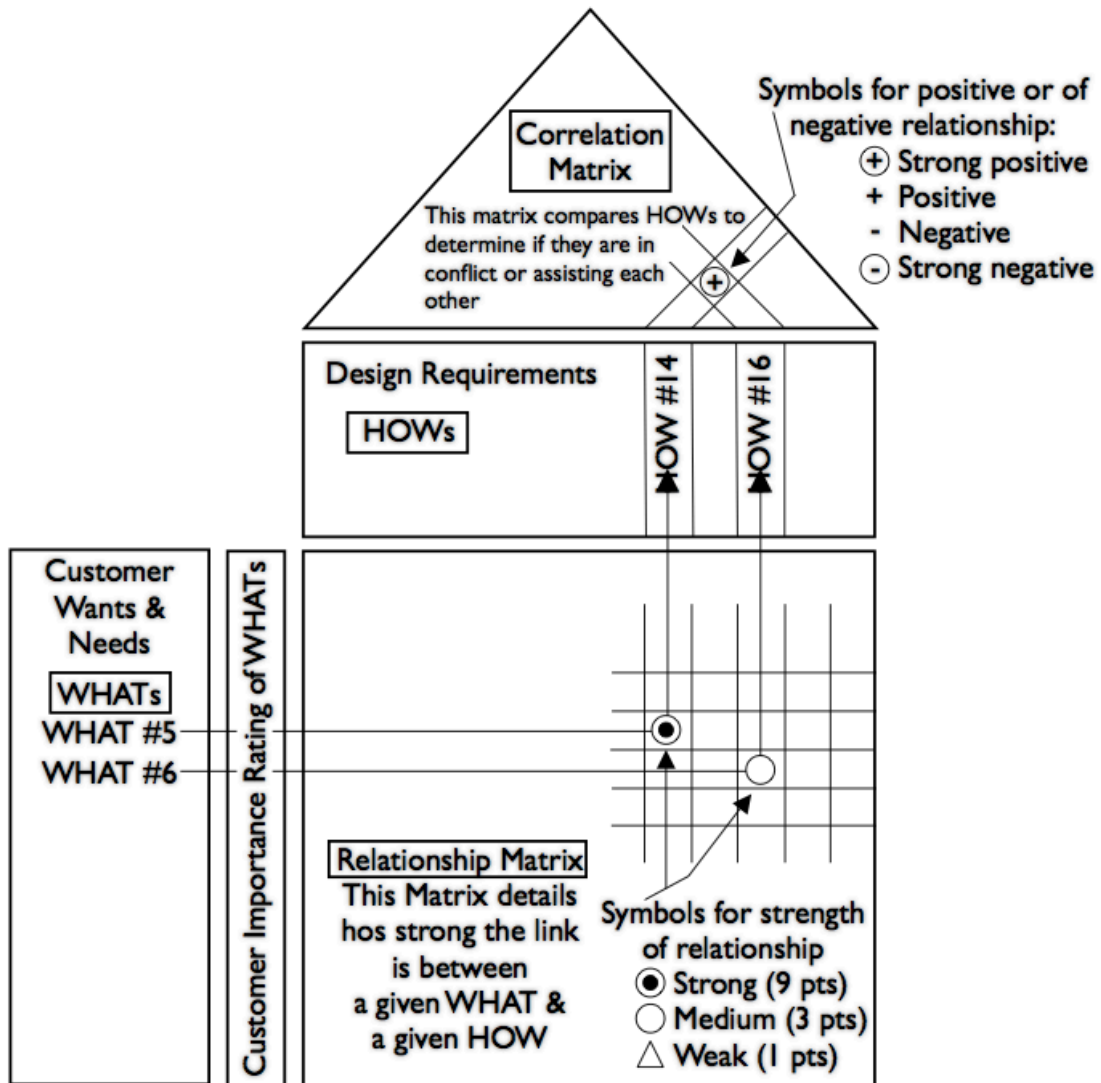 Correlation
Matrix
This matrix compares HOWs to
determine if they are in
conflict or assisting each
other
Symbols for positive or of
negative relationship:
⊕ Strong positive
+ Positive
- Negative
⊖ Strong negative
⊕
Design Requirements
HOWs
HOW #14
HOW #16
Customer
Wants &
Needs
WHATs
WHAT #5
WHAT #6
Customer Importance Rating of WHATs
Relationship Matrix
This Matrix details
hos strong the link
is between
a given WHAT &
a given HOW
Symbols for strength
of relationship
Strong (9 pts)
Medium (3 pts)
Weak (1 pts)